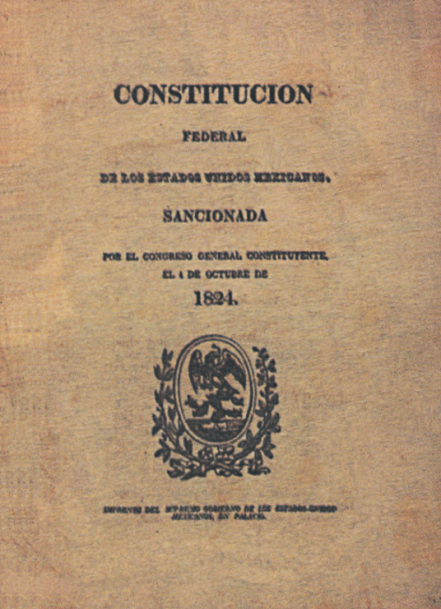 CONSTITUCION
FEDERAL
DE LOS ESTADOS UNIDOS MEXICANOS,
SANCIONADA
POR EL CONGRESO GENERAL CONSTITUYENTE,
EL 4 DE OCTUBRE DE
1824.
IMPRENTA DEL SUPREMO GOBIERNO DE LOS ESTADOS-UNIDOS
MEXICANOS, EN PALACIO.